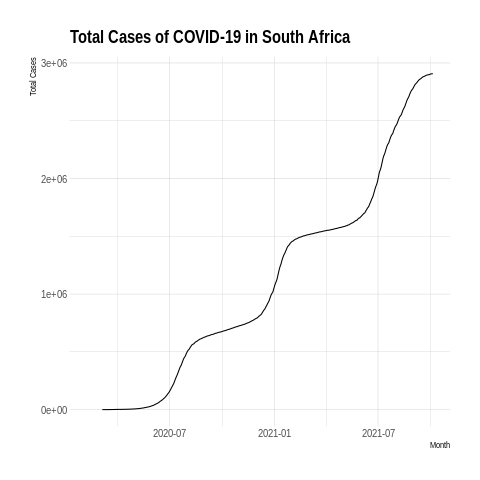 Total Cases of COVID-19 in South Africa
Total Cases
3e+06
2e+06
1e+06
0e+00
2020-07 2021-01 2021-07
Month